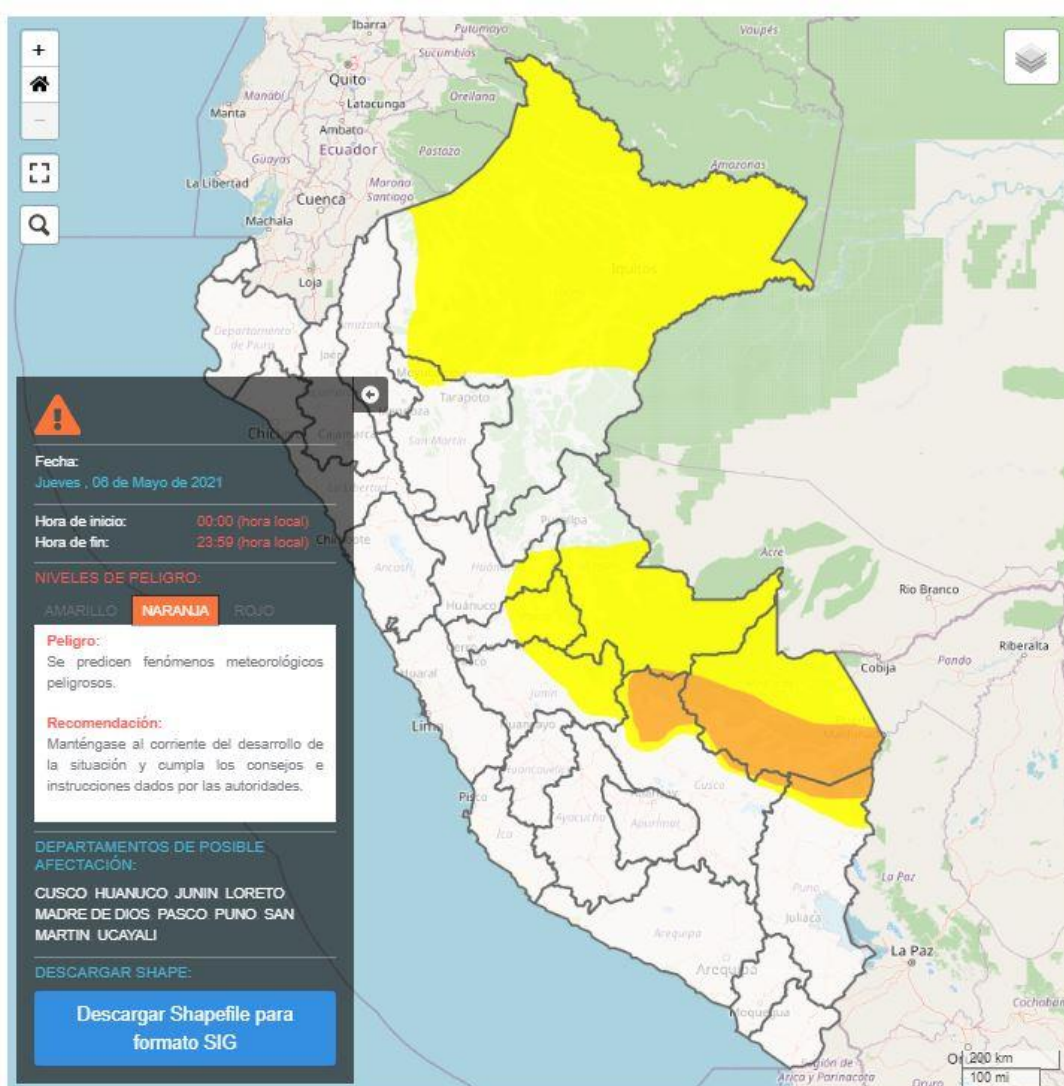 Ibarra
Putumayo
Vaupés
Sucumbíos
Quito
Manabí
Latacunga
Orellana
Manta
Ambato
Ecuador
Pastaza
Amazonas
Guayas
Morona
Santiago
La Libertad
Cuenca
Machala
Iquitos
Loja
Departamento
de Piura
Tarapoto
San Martín
Fecha:
Jueves , 06 de Mayo de 2021
Hora de inicio: 00:00 (hora local)
Hora de fin: 23:59 (hora local)
NIVELES DE PELIGRO:
AMARILLO NARANJA ROJO
Peligro:
Se predicen fenómenos meteorológicos
peligrosos.
Recomendación:
Manténgase al corriente del desarrollo de
la situación y cumpla los consejos e
instrucciones dados por las autoridades.
DEPARTAMENTOS DE POSIBLE
AFECTACIÓN:
CUSCO HUANUCO JUNIN LORETO
MADRE DE DIOS PASCO PUNO SAN
MARTIN UCAYALI
DESCARGAR SHAPE:
Descargar Shapefile para
formato SIG
Ancash
Huánuco
Acre
Rio Branco
Riberalta
Pando
Cobija
Huaral
Junín
Lima
Pisco
Ica
Ayacucho
Apurímac
Cusco
Puno
La Paz
Juliaca
La Paz
Arequipa
Arequipa
Moquegua
Región de
Arica y Parinacota
Oruro
200 km
100 mi